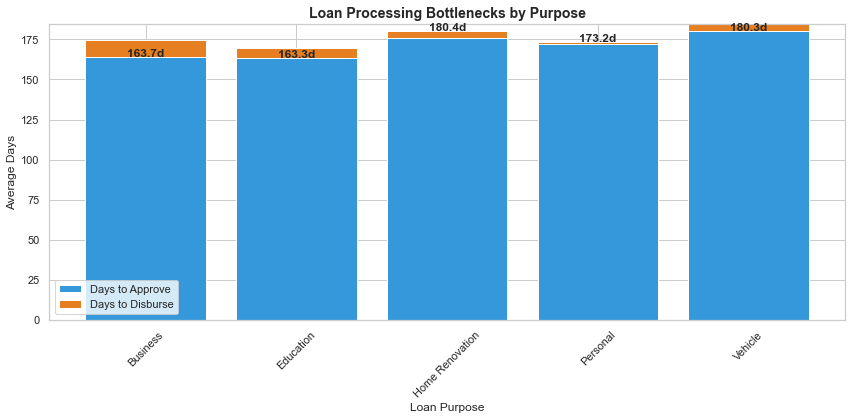 Loan Processing Bottlenecks by Purpose
180.4d
180.3d
175
173.2d
163.7d
163.3d
150
125
100
75
50
25
0
Average Days
Days to Approve
Days to Disburse
Business
Education
Home Renovation
Personal
Vehicle
Loan Purpose